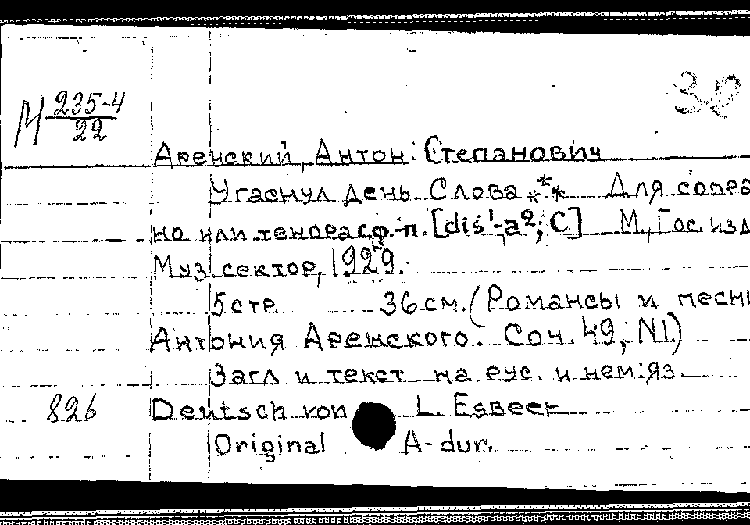 М 235-4
22
30
Аренский, Антон Степанович
Угаснул день Слова *** Для сопра
но или тенора с ф.-п. [dis¹-a²; C] М., Гос. изд
Муз. сектор, 1929.
5 стр. 36 см. (Романсы и песни
Антония Аренского. Соч. 49, N1)
Загл и текст на рус. и нем. яз.
826
Deutsch von L. Esbeer
Original A-dur.